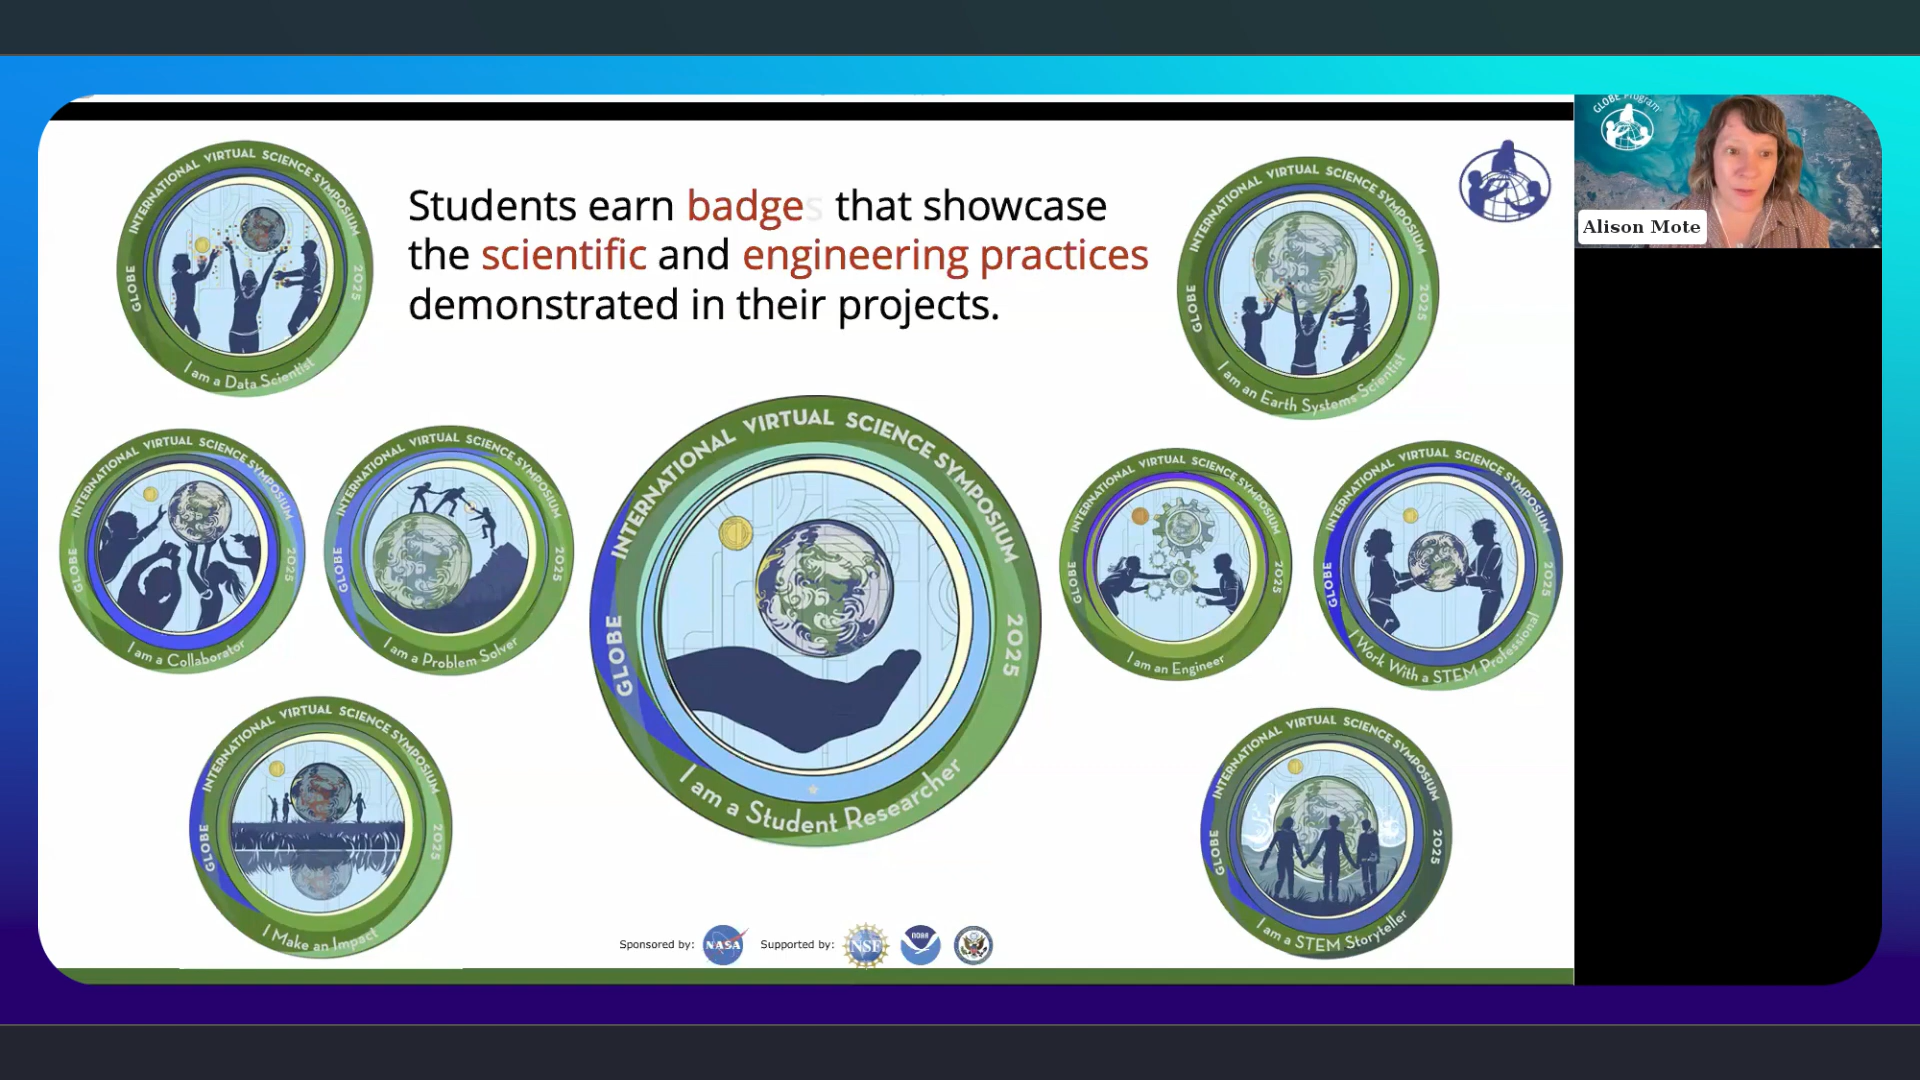 Students earn badges that showcase
the scientific and engineering practices
demonstrated in their projects.
INTERNATIONAL VIRTUAL SCIENCE SYMPOSIUM
GLOBE
2025
I am a Data Scientist
INTERNATIONAL VIRTUAL SCIENCE SYMPOSIUM
GLOBE
2025
I am an Earth Systems Scientist
GLOBE Program
Alison Mote
INTERNATIONAL VIRTUAL SCIENCE SYMPOSIUM
GLOBE
2025
I am a Collaborator
INTERNATIONAL VIRTUAL SCIENCE SYMPOSIUM
GLOBE
2025
I am a Problem Solver
INTERNATIONAL VIRTUAL SCIENCE SYMPOSIUM
GLOBE
2025
I am a Student Researcher
INTERNATIONAL VIRTUAL SCIENCE SYMPOSIUM
GLOBE
2025
I am an Engineer
INTERNATIONAL VIRTUAL SCIENCE SYMPOSIUM
GLOBE
2025
I Work With a STEM Professional
INTERNATIONAL VIRTUAL SCIENCE SYMPOSIUM
GLOBE
2025
I Make an Impact
INTERNATIONAL VIRTUAL SCIENCE SYMPOSIUM
GLOBE
2025
I am a STEM Storyteller
Sponsored by: NASA Supported by: NSF noaa